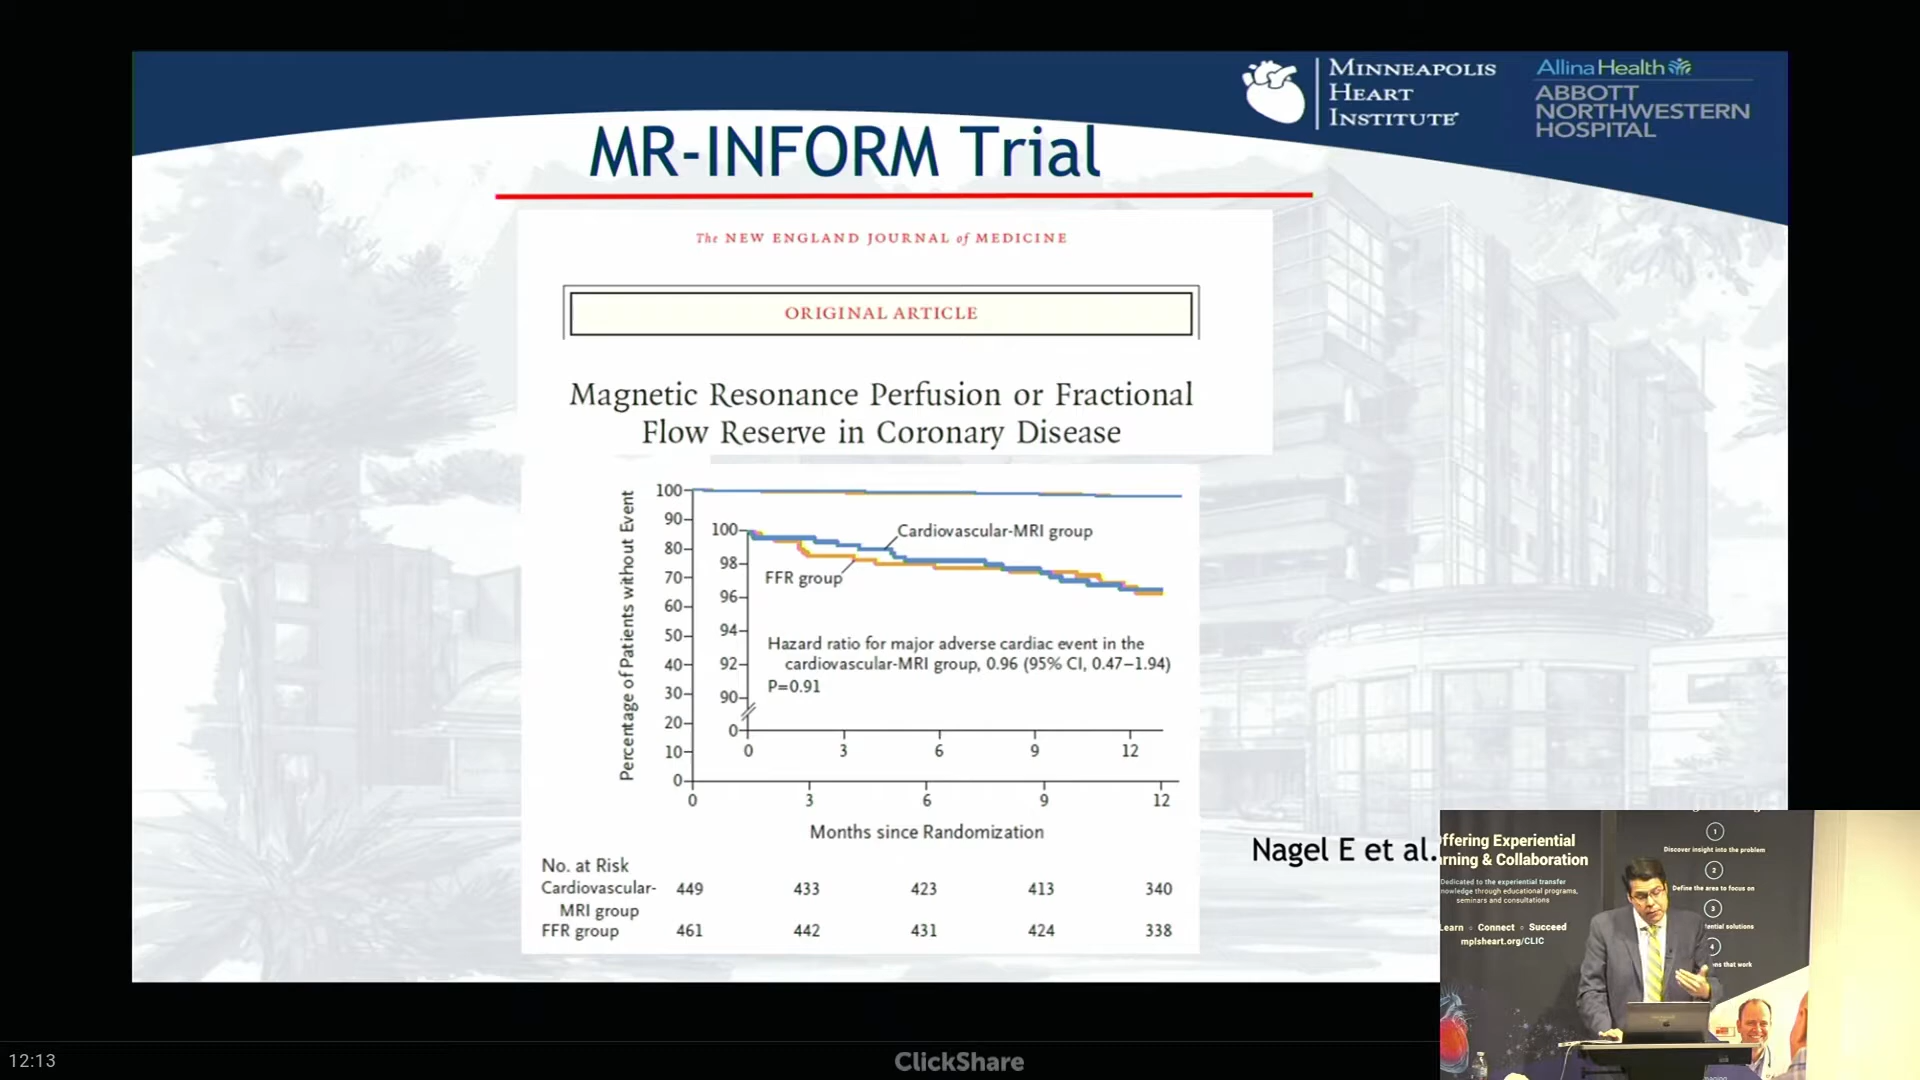 MINNEAPOLIS
HEART
INSTITUTE
Allina Health
ABBOTT
NORTHWESTERN
HOSPITAL
MR-INFORM Trial
The NEW ENGLAND JOURNAL of MEDICINE
ORIGINAL ARTICLE
Magnetic Resonance Perfusion or Fractional
Flow Reserve in Coronary Disease
Percentage of Patients without Event
100
90
80
70
60
50
40
30
20
10
0
100
98
96
94
92
90
0
Cardiovascular-MRI group
FFR group
Hazard ratio for major adverse cardiac event in the
cardiovascular-MRI group, 0.96 (95% CI, 0.47–1.94)
P=0.91
0 3 6 9 12
0 3 6 9 12
Months since Randomization
No. at Risk
Cardiovascular-MRI group 449 433 423 413 340
FFR group 461 442 431 424 338
Nagel E et al.
ffering Experiential
rning & Collaboration
Dedicated to the experiential transfer
nowledge through educational programs,
seminars and consultations
earn ◦ Connect ◦ Succeed
mplsheart.org/CLIC
1
Discover insight into the problem
2
Define the area to focus on
3
ential solutions
4
ns that work
12:13
ClickShare